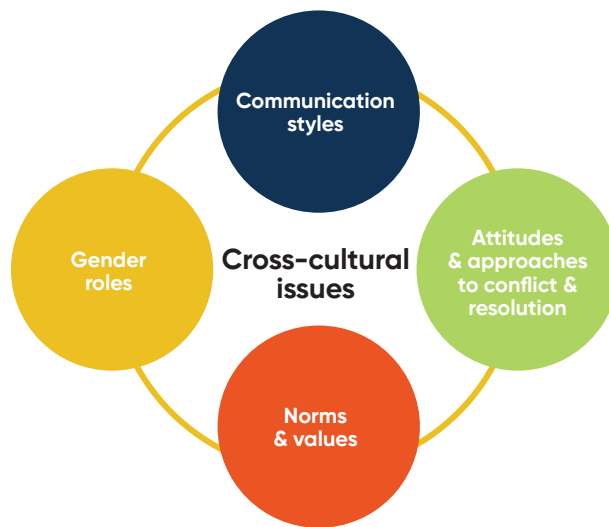 Communication
styles
Gender
roles
Cross-cultural
issues
Attitudes
& approaches
to conflict &
resolution
Norms
& values